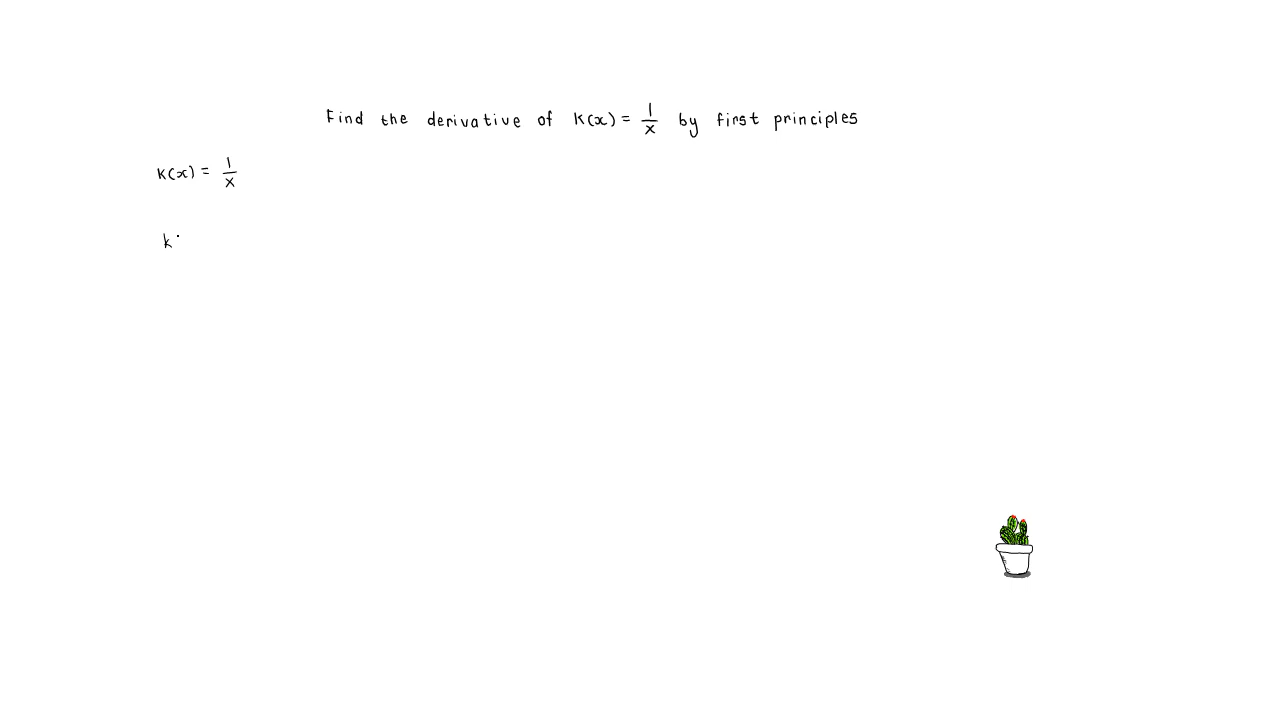 Find the derivative of K(x) = 1/x by first principles
K(x) = 1/x
k'